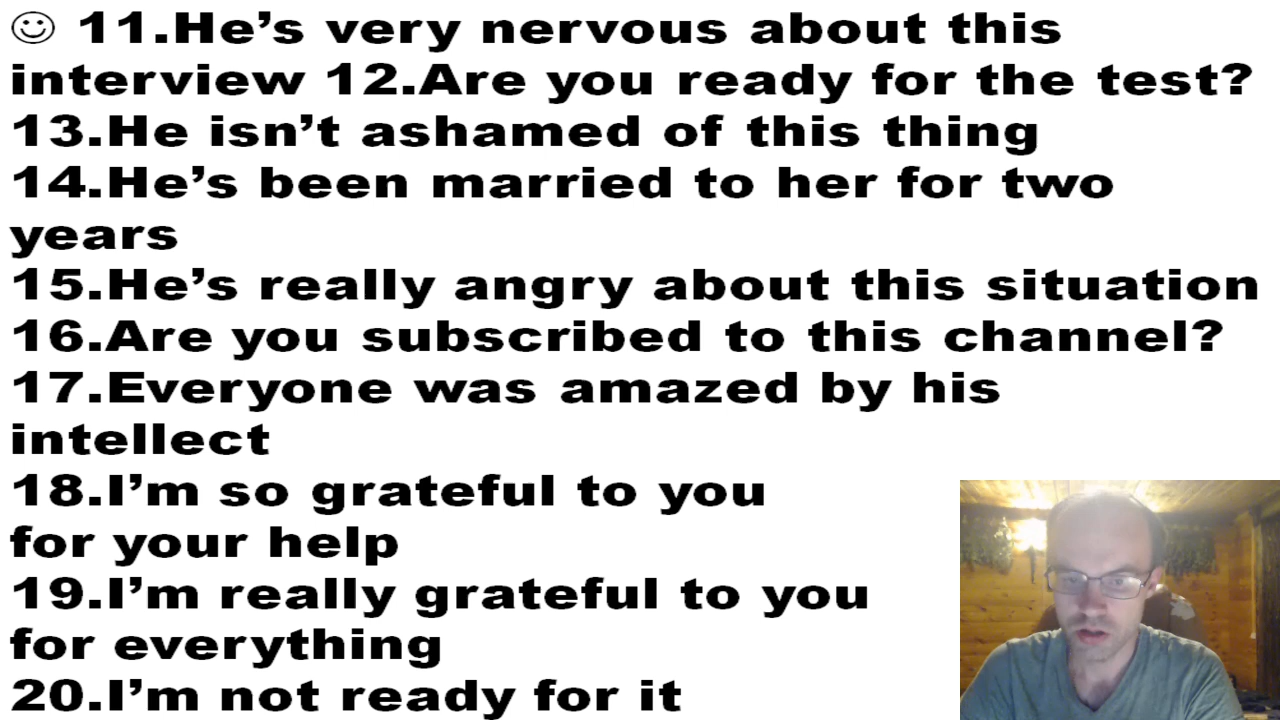 ☺ 11.He’s very nervous about this
interview 12.Are you ready for the test?
13.He isn’t ashamed of this thing
14.He’s been married to her for two
years
15.He’s really angry about this situation
16.Are you subscribed to this channel?
17.Everyone was amazed by his
intellect
18.I’m so grateful to you
for your help
19.I’m really grateful to you
for everything
20.I’m not ready for it